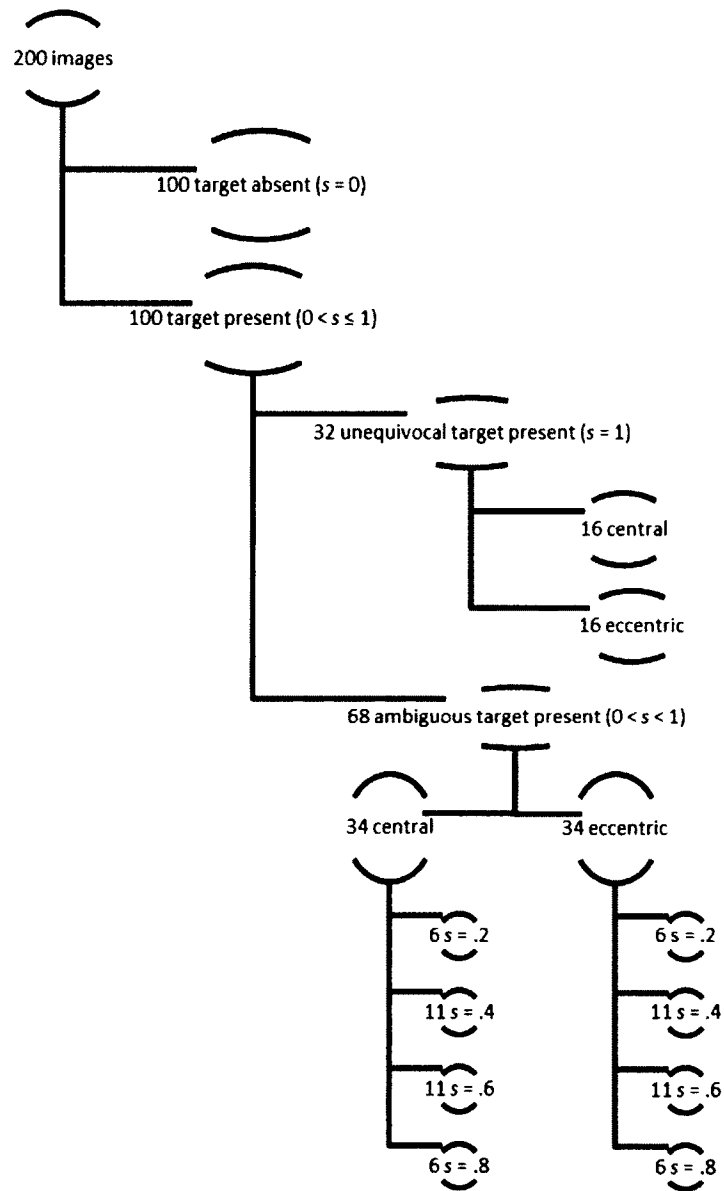 200 images
100 target absent (s = 0)
100 target present (0 < s ≤ 1)
32 unequivocal target present (s = 1)
16 central
16 eccentric
68 ambiguous target present (0 < s < 1)
34 central
34 eccentric
6 s = .2
6 s = .2
11 s = .4
11 s = .4
11 s = .6
11 s = .6
6 s = .8
6 s = .8